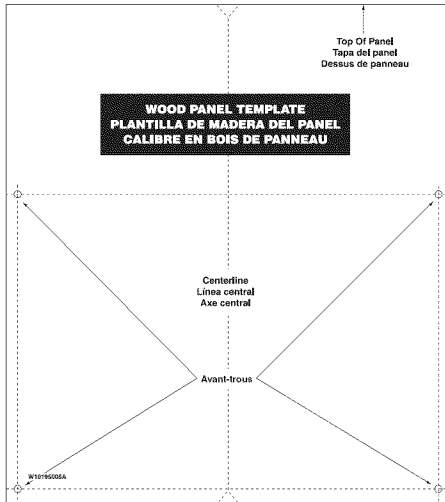 Top Of Panel
Tapa del panel
Dessus de panneau
WOOD PANEL TEMPLATE
PLANTILLA DE MADERA DEL PANEL
CALIBRE EN BOIS DE PANNEAU
Centerline
Línea central
Axe central
Avant-trous
W10195005A